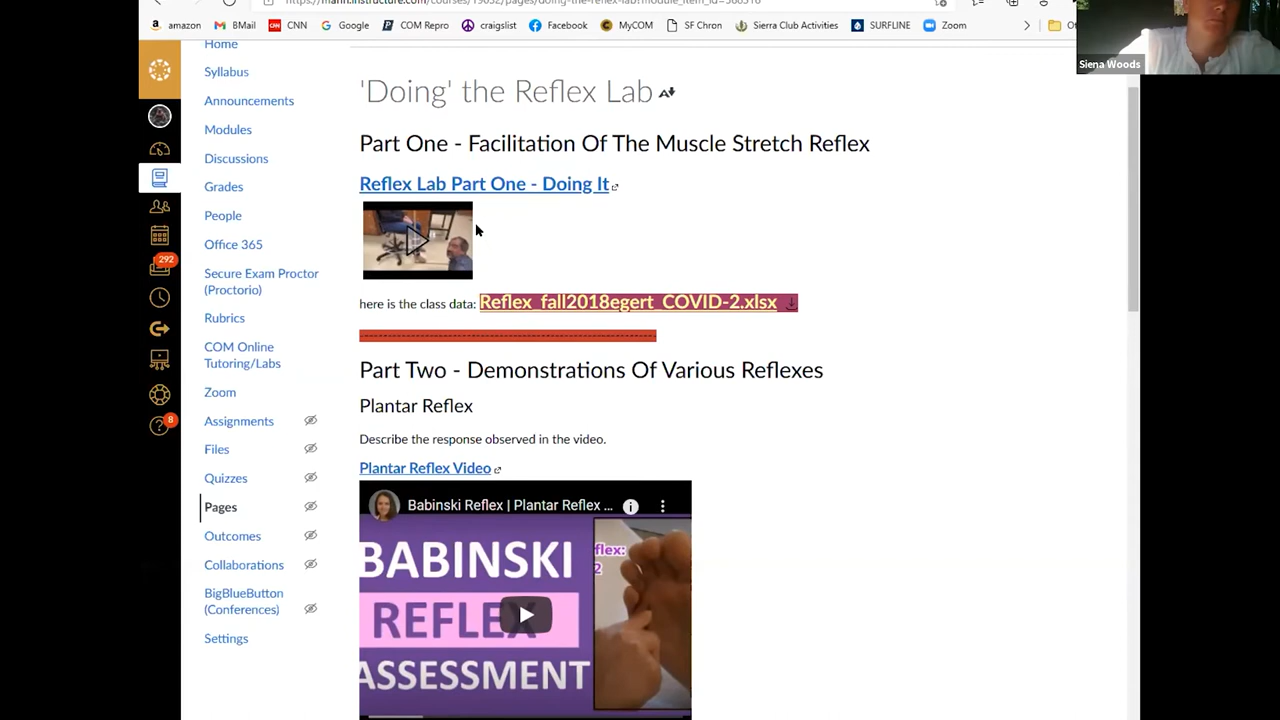 amazon BMail CNN Google COM Repro craigslist Facebook MyCOM SF Chron Sierra Club Activities SURFLINE Zoom
Siena Woods
Home
Syllabus
Announcements
Modules
Discussions
Grades
People
Office 365
Secure Exam Proctor
(Proctorio)
Rubrics
COM Online
Tutoring/Labs
Zoom
Assignments
Files
Quizzes
Pages
Outcomes
Collaborations
BigBlueButton
(Conferences)
Settings
292
8
'Doing' the Reflex Lab
Part One - Facilitation Of The Muscle Stretch Reflex
Reflex Lab Part One - Doing It
here is the class data: Reflex_fall2018egert_COVID-2.xlsx
Part Two - Demonstrations Of Various Reflexes
Plantar Reflex
Describe the response observed in the video.
Plantar Reflex Video
Babinski Reflex | Plantar Reflex ...
BABINSKI
REFLEX
ASSESSMENT
flex:
2